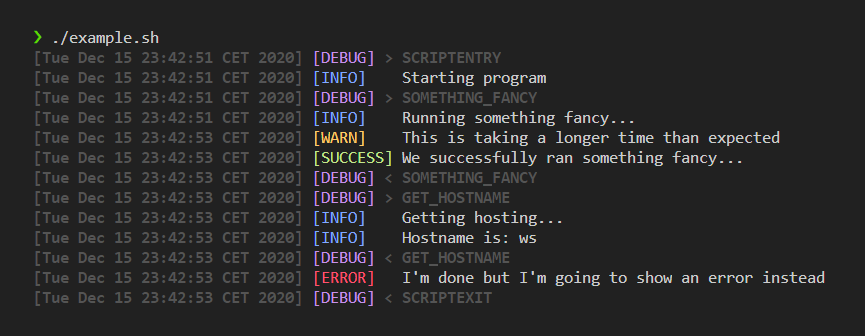 ❯ ./example.sh
[Tue Dec 15 23:42:51 CET 2020] [DEBUG] > SCRIPTENTRY
[Tue Dec 15 23:42:51 CET 2020] [INFO]    Starting program
[Tue Dec 15 23:42:51 CET 2020] [DEBUG] > SOMETHING_FANCY
[Tue Dec 15 23:42:51 CET 2020] [INFO]    Running something fancy...
[Tue Dec 15 23:42:53 CET 2020] [WARN]    This is taking a longer time than expected
[Tue Dec 15 23:42:53 CET 2020] [SUCCESS] We successfully ran something fancy...
[Tue Dec 15 23:42:53 CET 2020] [DEBUG] < SOMETHING_FANCY
[Tue Dec 15 23:42:53 CET 2020] [DEBUG] > GET_HOSTNAME
[Tue Dec 15 23:42:53 CET 2020] [INFO]    Getting hosting...
[Tue Dec 15 23:42:53 CET 2020] [INFO]    Hostname is: ws
[Tue Dec 15 23:42:53 CET 2020] [DEBUG] < GET_HOSTNAME
[Tue Dec 15 23:42:53 CET 2020] [ERROR]   I'm done but I'm going to show an error instead
[Tue Dec 15 23:42:53 CET 2020] [DEBUG] < SCRIPTEXIT